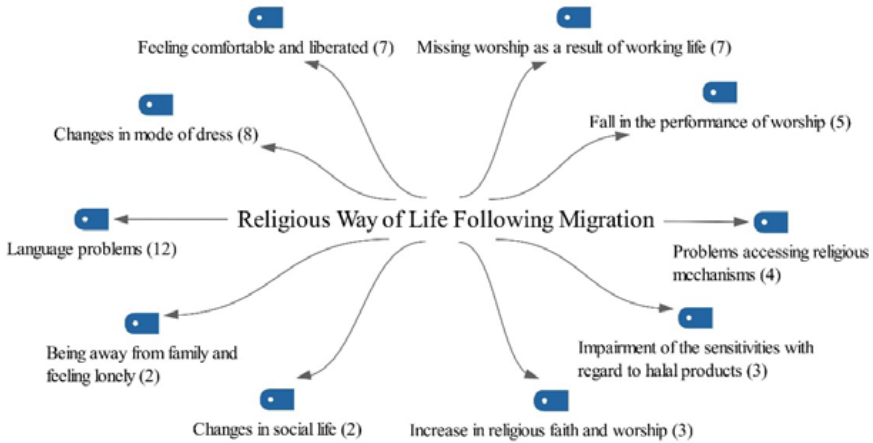 Feeling comfortable and liberated (7)
Missing worship as a result of working life (7)
Changes in mode of dress (8)
Fall in the performance of worship (5)
Religious Way of Life Following Migration
Language problems (12)
Problems accessing religious
mechanisms (4)
Being away from family and
feeling lonely (2)
Impairment of the sensitivities with
regard to halal products (3)
Changes in social life (2)
Increase in religious faith and worship (3)